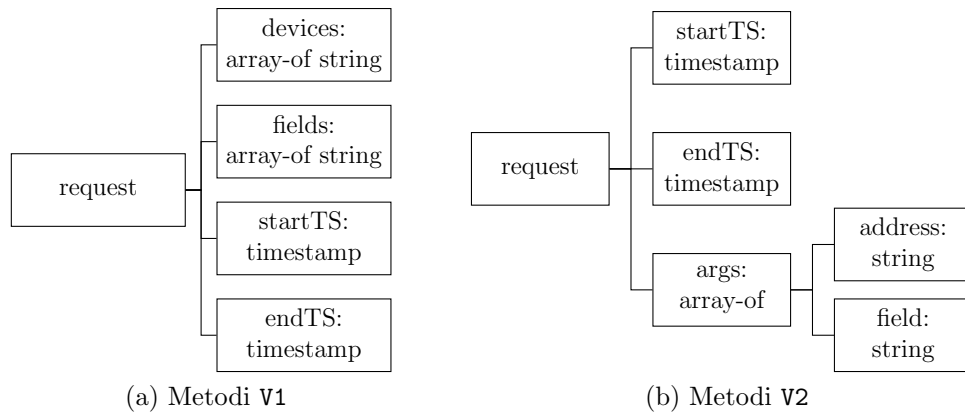 request
devices:
array-of string
fields:
array-of string
startTS:
timestamp
endTS:
timestamp
(a) Metodi V1
request
startTS:
timestamp
endTS:
timestamp
args:
array-of
address:
string
field:
string
(b) Metodi V2